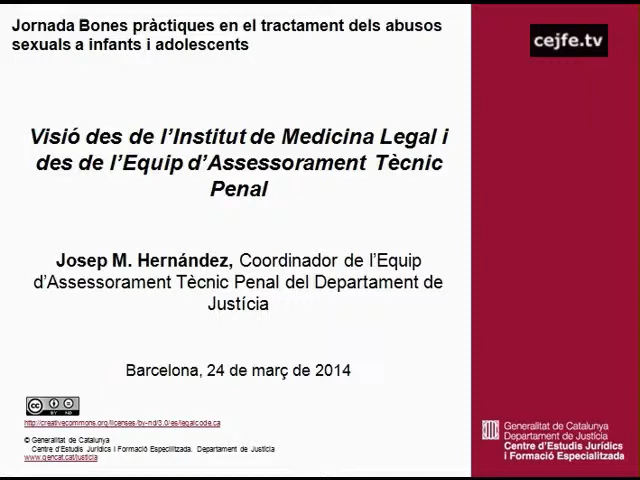 Jornada Bones pràctiques en el tractament dels abusos
sexuals a infants i adolescents
cejfe.tv
Visió des de l’Institut de Medicina Legal i
des de l’Equip d’Assessorament Tècnic
Penal
Josep M. Hernández, Coordinador de l’Equip
d’Assessorament Tècnic Penal del Departament de
Justícia
Barcelona, 24 de març de 2014
cc
BY ND
http://creativecommons.org/licenses/by-nd/3.0/es/legalcode.ca
© Generalitat de Catalunya
Centre d’Estudis Jurídics i Formació Especialitzada. Departament de Justícia
www.gencat.cat/justicia
Generalitat de Catalunya
Departament de Justícia
Centre d’Estudis Jurídics
i Formació Especialitzada